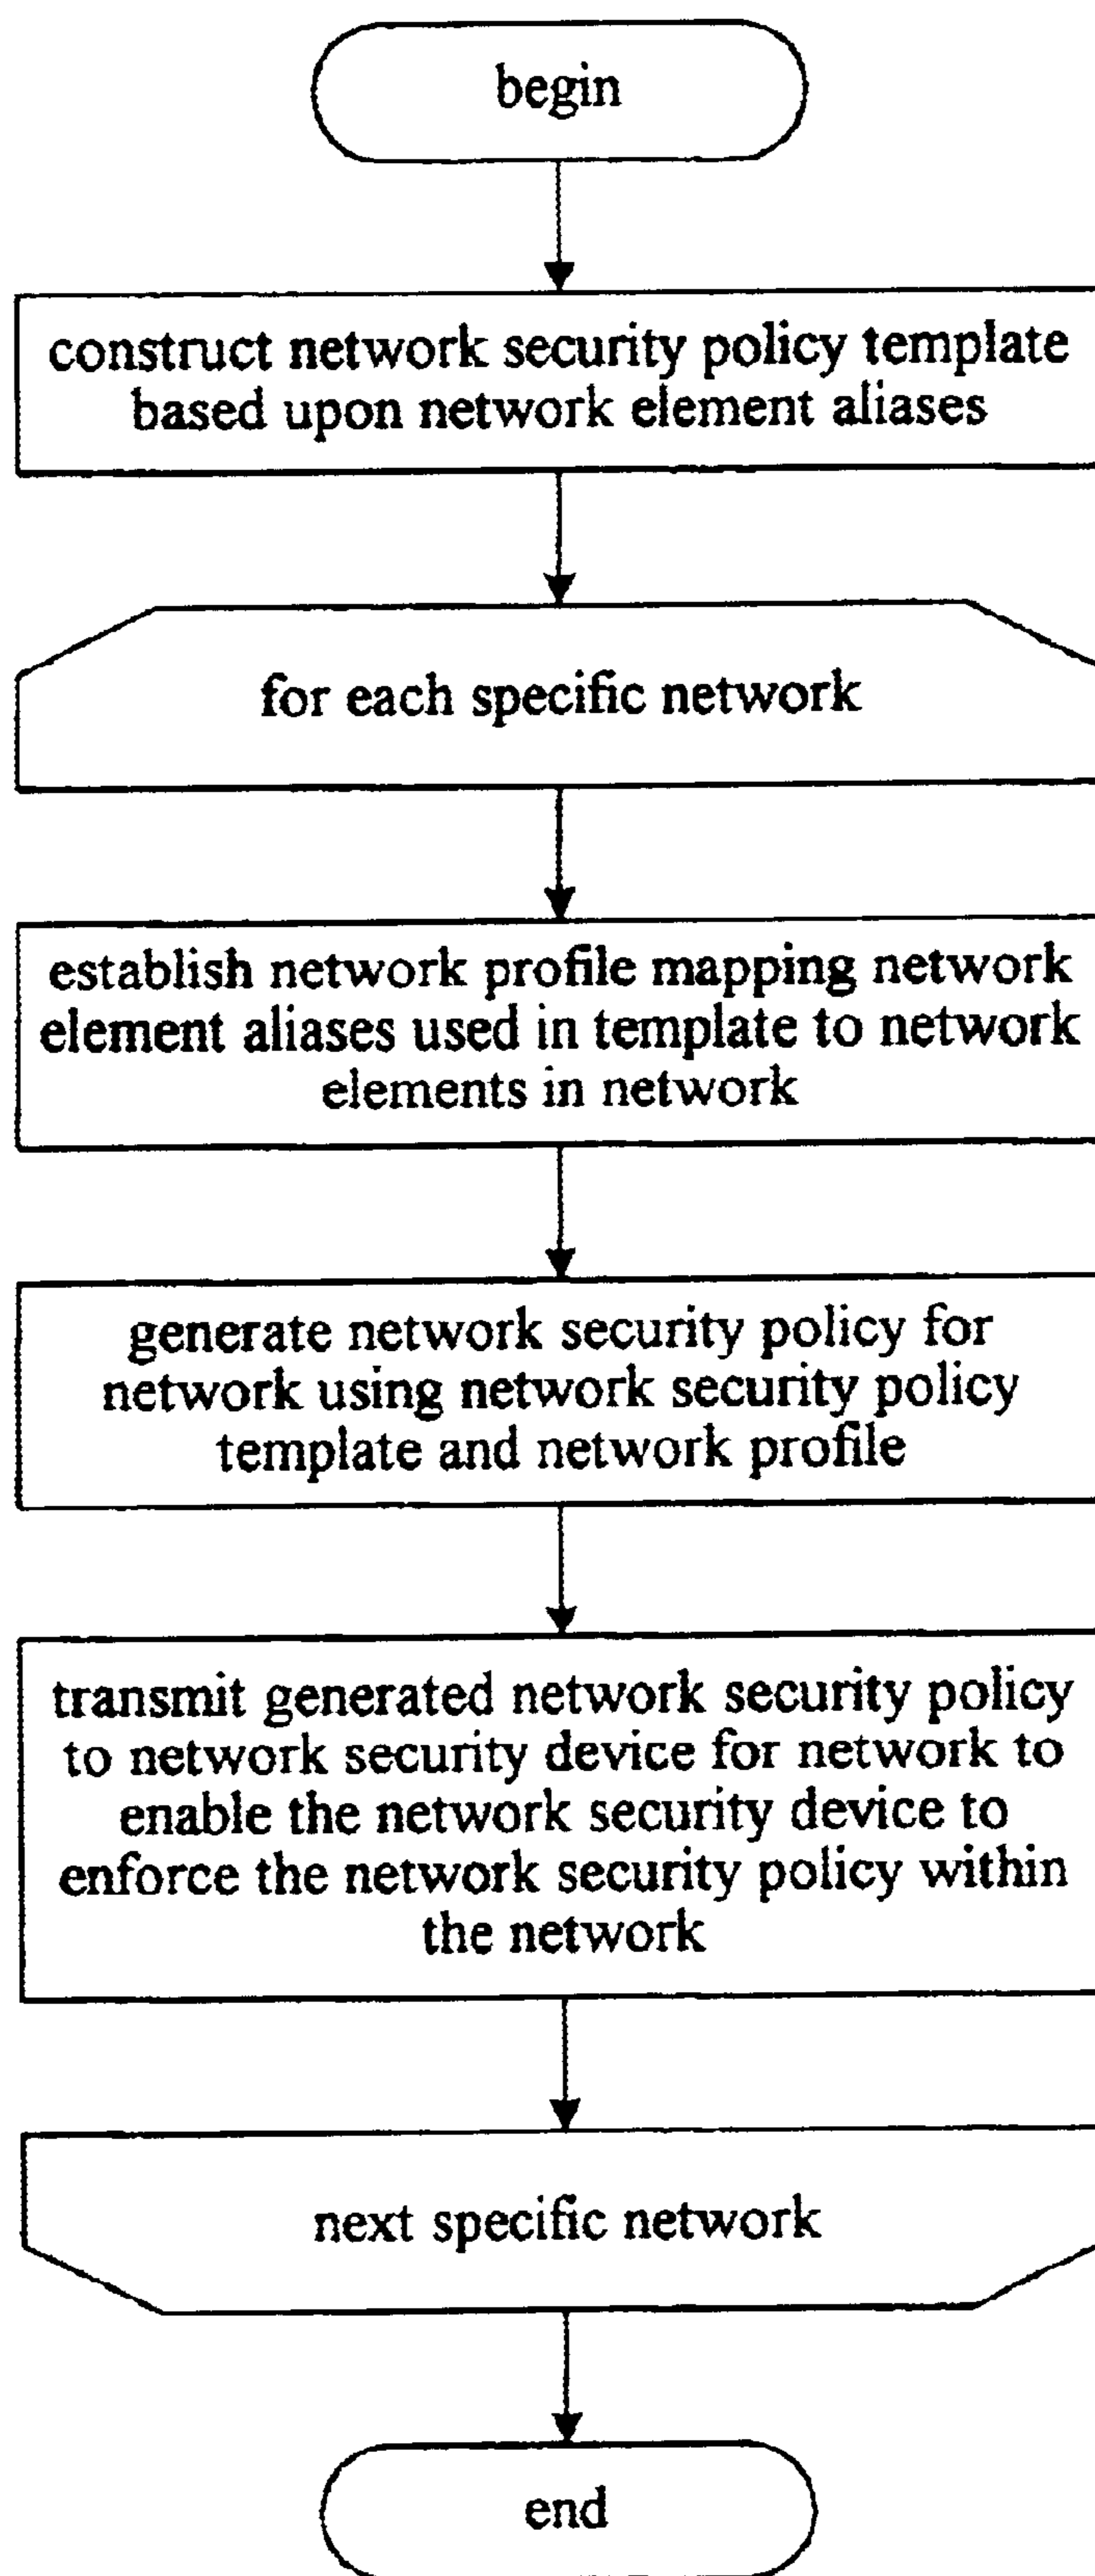 begin
construct network security policy template
based upon network element aliases
for each specific network
establish network profile mapping network
element aliases used in template to network
elements in network
generate network security policy for
network using network security policy
template and network profile
transmit generated network security policy
to network security device for network to
enable the network security device to
enforce the network security policy within
the network
next specific network
end